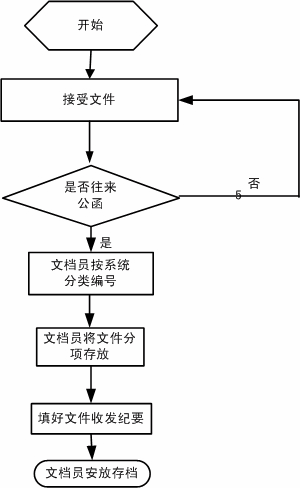 开始
接受文件
是否往来
公函
否
5
是
文档员按系统
分类编号
文档员将文件分
项存放
填好文件收发纪要
文档员安放存档